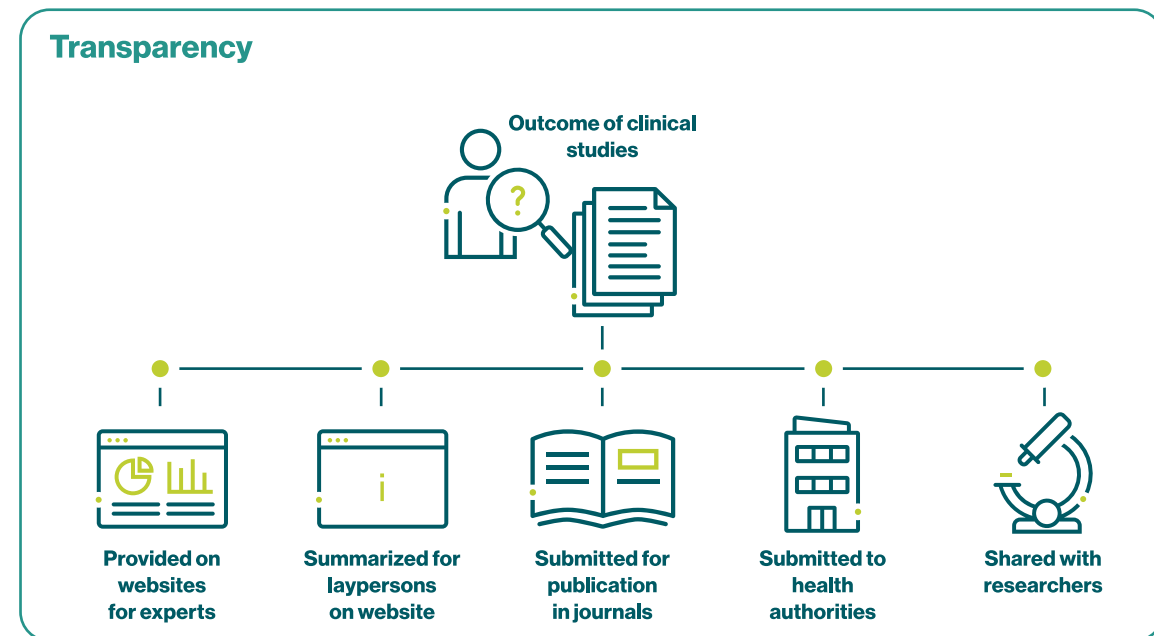 Transparency
Outcome of clinical
studies
?
i
Provided on
websites
for experts
Summarized for
laypersons
on website
Submitted for
publication
in journals
Submitted to
health
authorities
Shared with
researchers